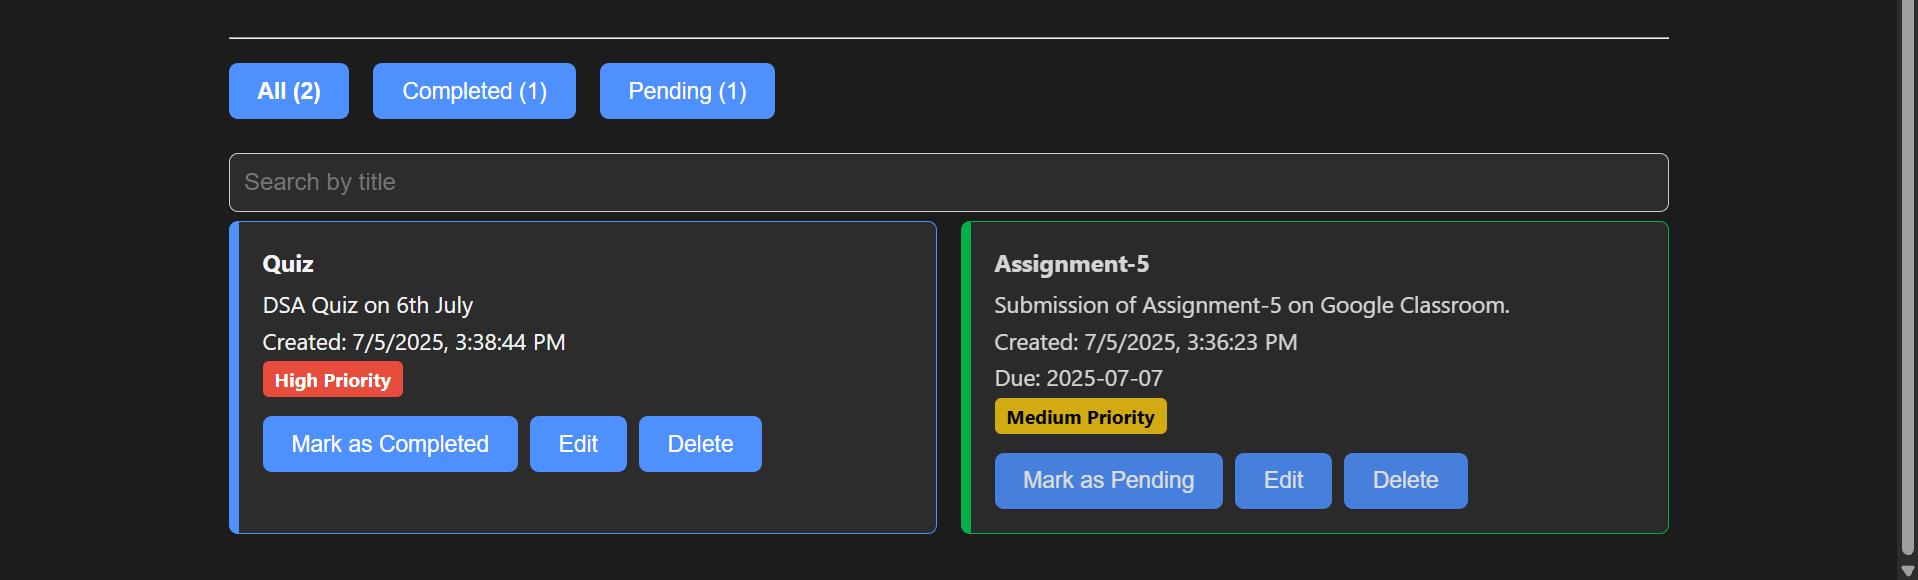 All (2)
Completed (1)
Pending (1)
Search by title
Quiz
DSA Quiz on 6th July
Created: 7/5/2025, 3:38:44 PM
High Priority
Mark as Completed
Edit
Delete
Assignment-5
Submission of Assignment-5 on Google Classroom.
Created: 7/5/2025, 3:36:23 PM
Due: 2025-07-07
Medium Priority
Mark as Pending
Edit
Delete